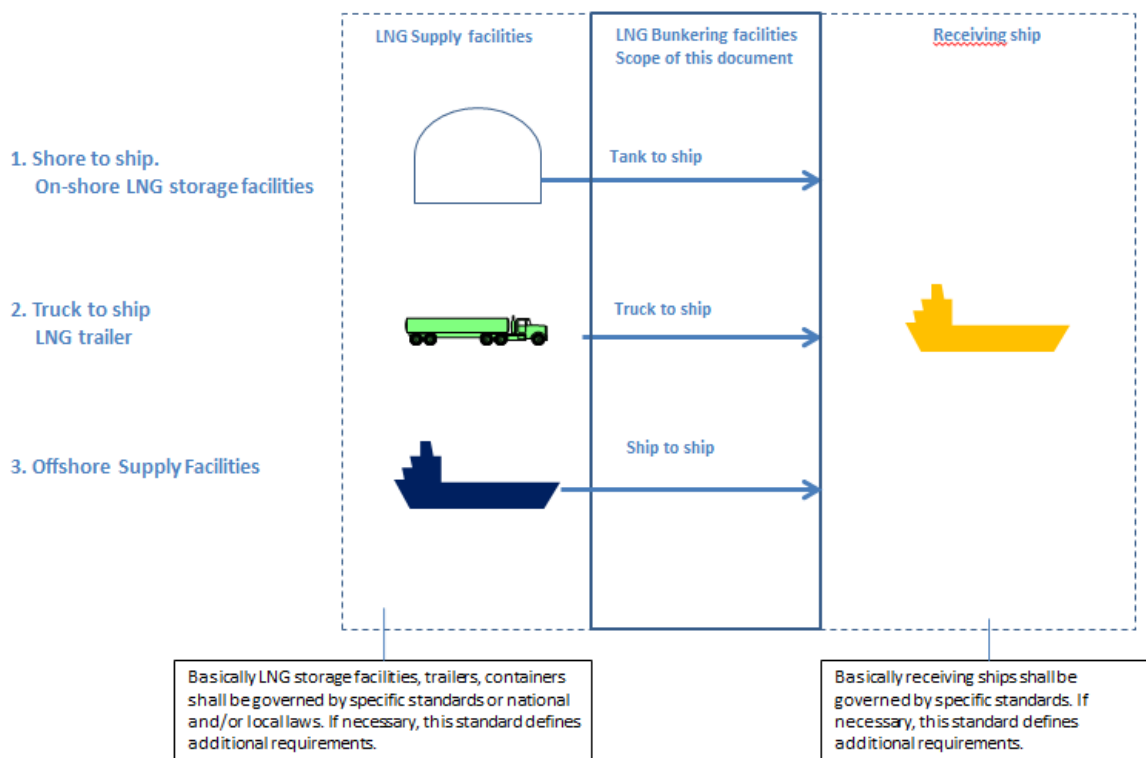 LNG Supply facilities
LNG Bunkering facilities
Scope of this document
Receiving ship
1. Shore to ship.
On-shore LNG storage facilities
Tank to ship
2. Truck to ship
LNG trailer
Truck to ship
3. Offshore Supply Facilities
Ship to ship
Basically LNG storage facilities, trailers, containers
shall be governed by specific standards or national
and/or local laws. If necessary, this standard defines
additional requirements.
Basically receiving ships shall be
governed by specific standards. If
necessary, this standard defines
additional requirements.